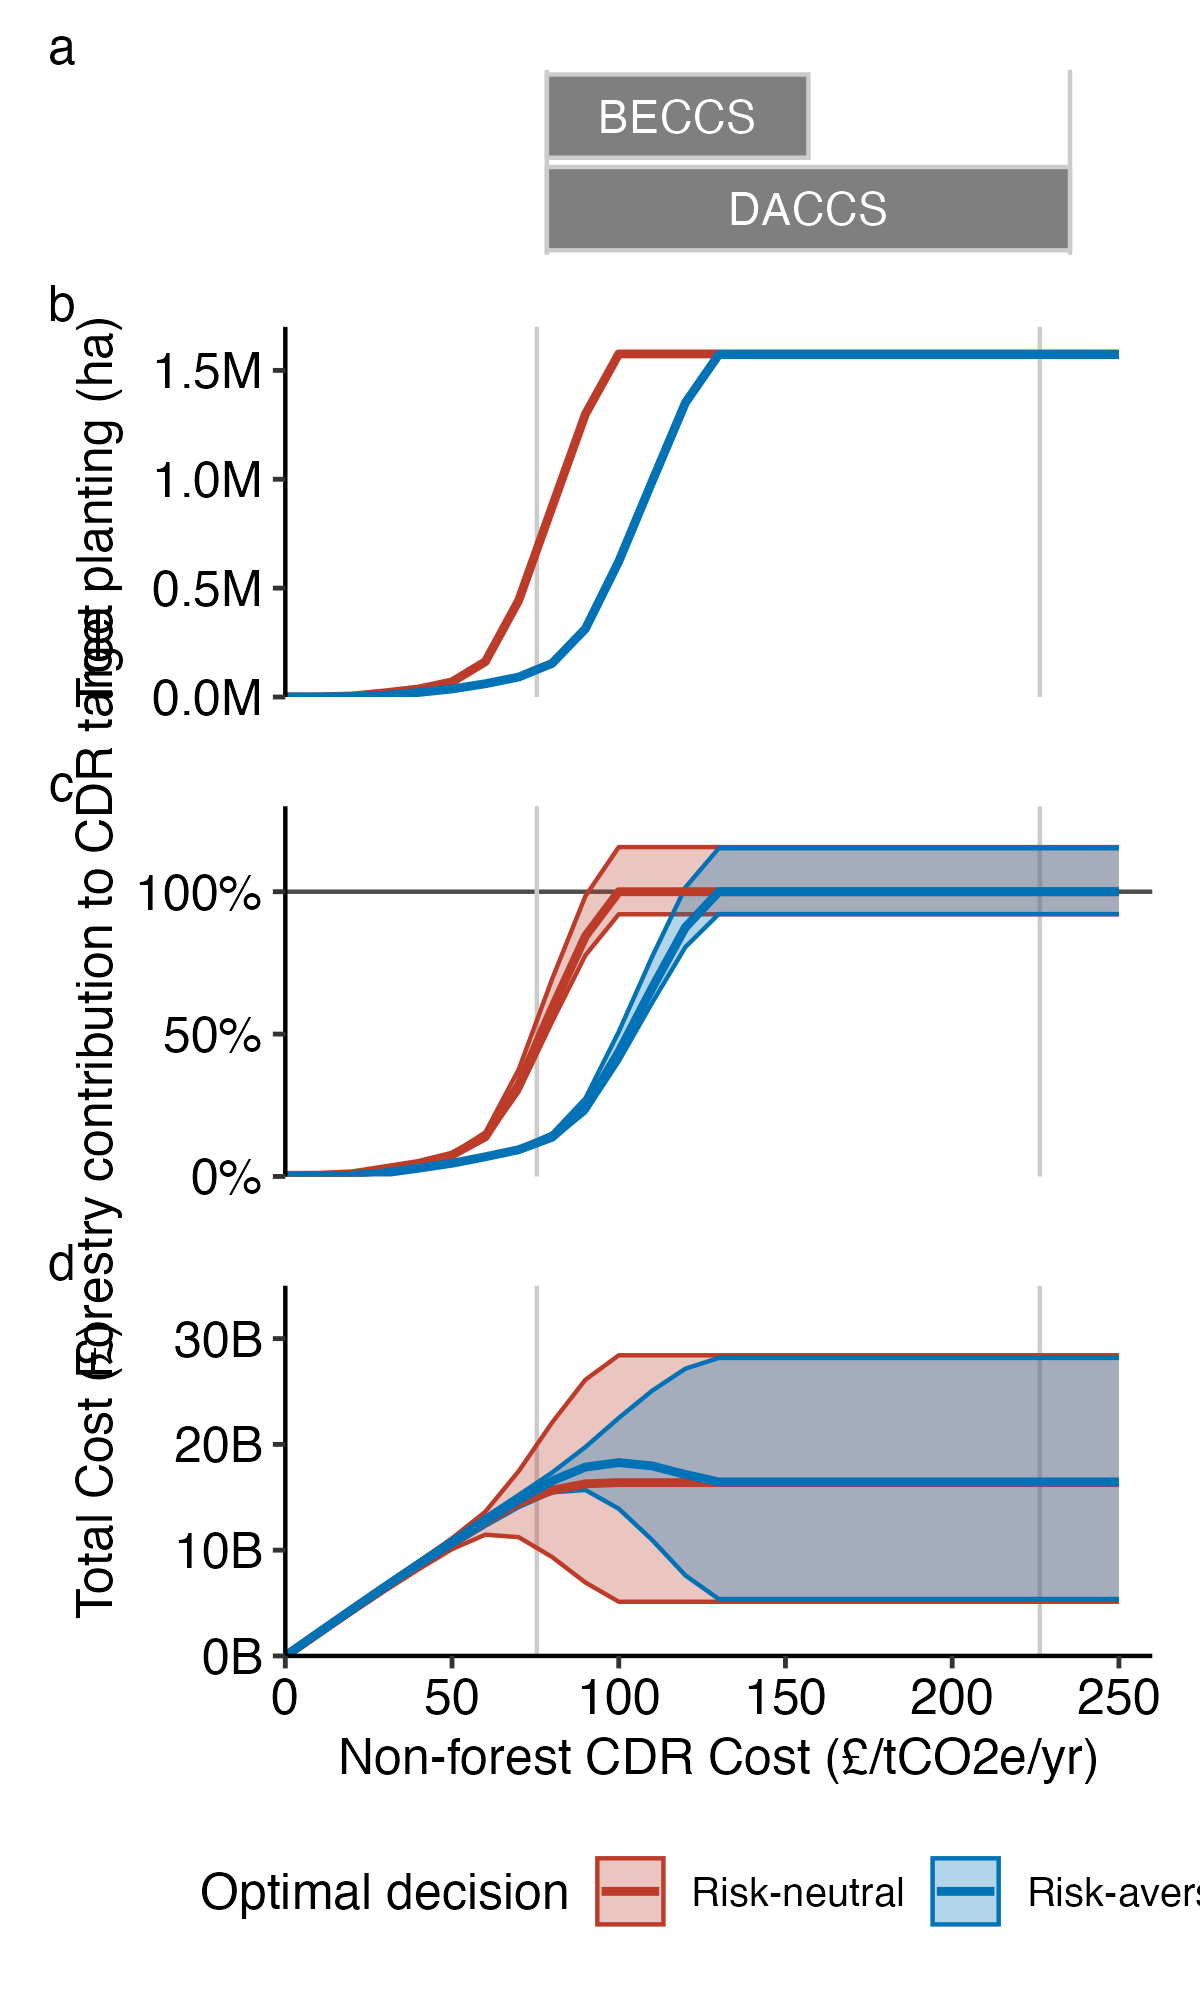 a
BECCS
DACCS
b
Tree planting (ha)
1.5M
1.0M
0.5M
0.0M
c
Forestry contribution to CDR target
100%
50%
0%
d
Total Cost (£)
30B
20B
10B
0B
0 50 100 150 200 250
Non-forest CDR Cost (£/tCO2e/yr)
Optimal decision Risk-neutral Risk-avers